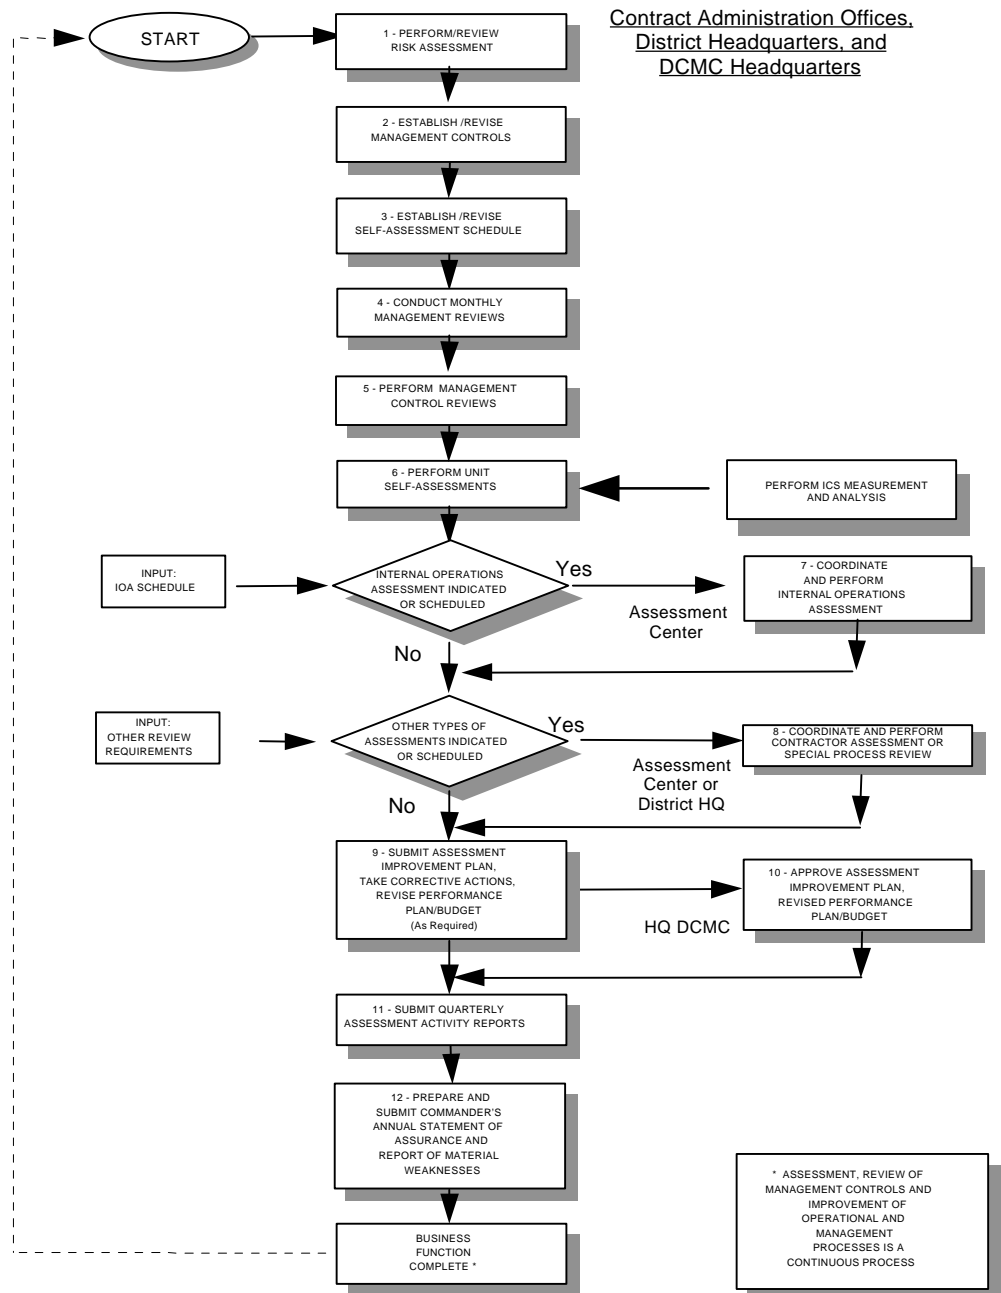 Contract Administration Offices,
District Headquarters, and
DCMC Headquarters
START
1 - PERFORM/REVIEW
RISK ASSESSMENT
2 - ESTABLISH /REVISE
MANAGEMENT CONTROLS
3 - ESTABLISH /REVISE
SELF-ASSESSMENT SCHEDULE
4 - CONDUCT MONTHLY
MANAGEMENT REVIEWS
5 - PERFORM MANAGEMENT
CONTROL REVIEWS
6 - PERFORM UNIT
SELF-ASSESSMENTS
PERFORM ICS MEASUREMENT
AND ANALYSIS
INPUT:
IOA SCHEDULE
INTERNAL OPERATIONS
ASSESSMENT INDICATED
OR SCHEDULED
Yes
Assessment
Center
7 - COORDINATE
AND PERFORM
INTERNAL OPERATIONS
ASSESSMENT
No
INPUT:
OTHER REVIEW
REQUIREMENTS
OTHER TYPES OF
ASSESSMENTS INDICATED
OR SCHEDULED
Yes
Assessment
Center or
District HQ
8 - COORDINATE AND PERFORM
CONTRACTOR ASSESSMENT OR
SPECIAL PROCESS REVIEW
No
9 - SUBMIT ASSESSMENT
IMPROVEMENT PLAN,
TAKE CORRECTIVE ACTIONS,
REVISE PERFORMANCE
PLAN/BUDGET
(As Required)
HQ DCMC
10 - APPROVE ASSESSMENT
IMPROVEMENT PLAN,
REVISED PERFORMANCE
PLAN/BUDGET
11 - SUBMIT QUARTERLY
ASSESSMENT ACTIVITY REPORTS
12 - PREPARE AND
SUBMIT COMMANDER'S
ANNUAL STATEMENT OF
ASSURANCE AND
REPORT OF MATERIAL
WEAKNESSES
BUSINESS
FUNCTION
COMPLETE *
* ASSESSMENT, REVIEW OF
MANAGEMENT CONTROLS AND
IMPROVEMENT OF
OPERATIONAL AND
MANAGEMENT
PROCESSES IS A
CONTINUOUS PROCESS